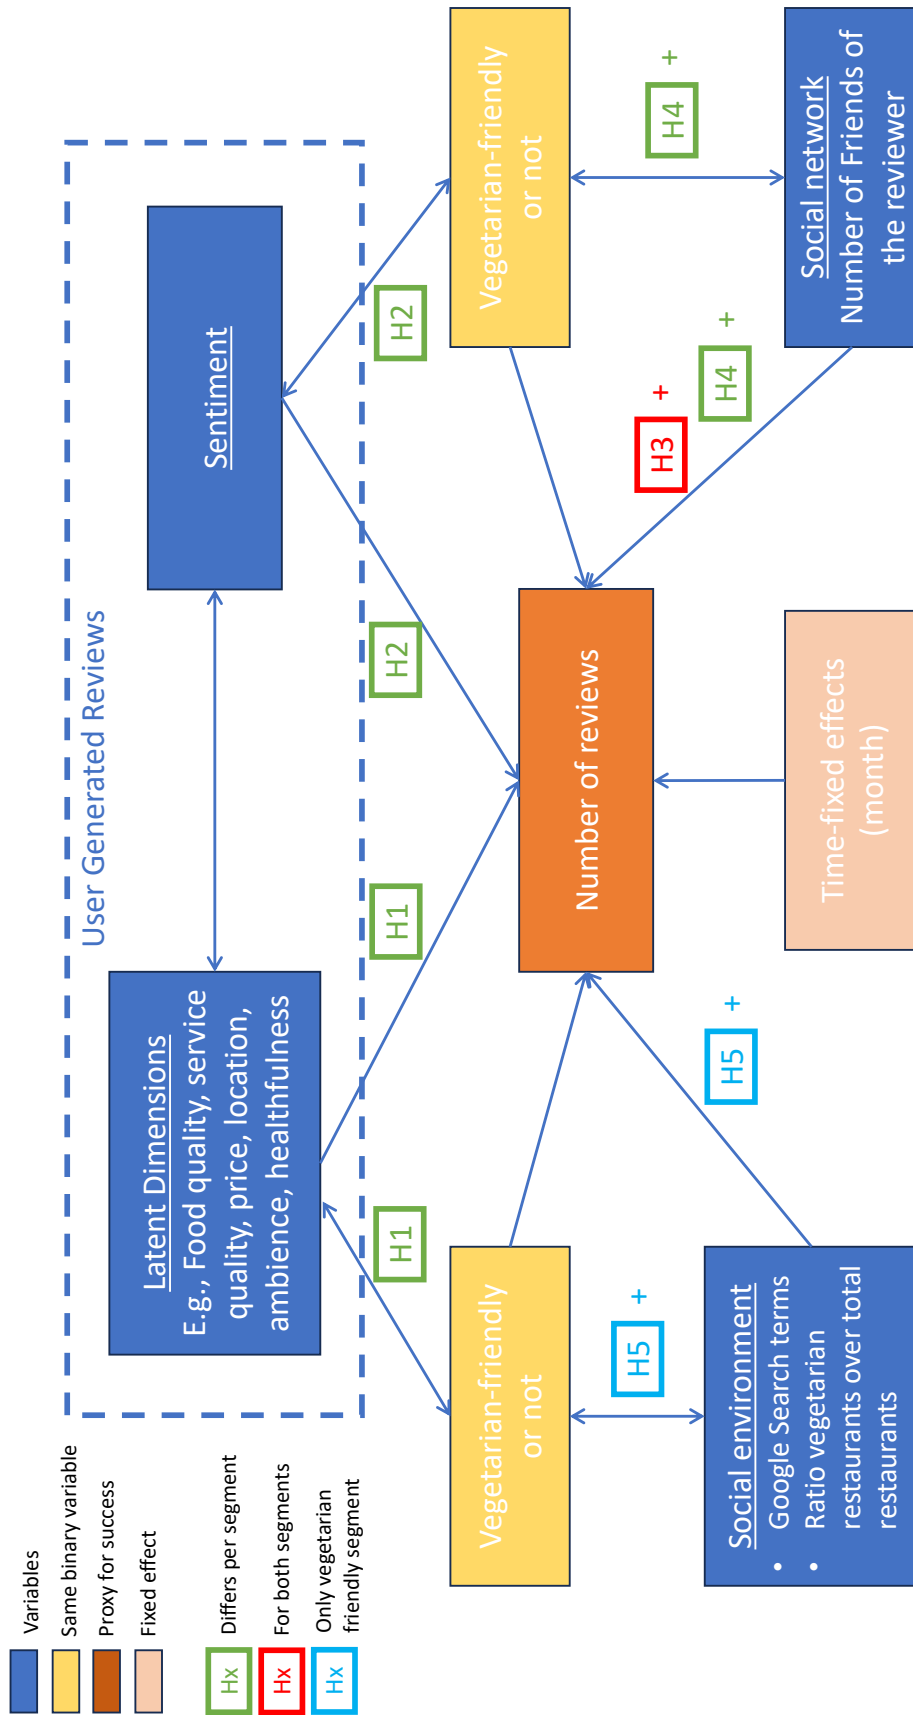 Variables
Same binary variable
Proxy for success
Fixed effect
Hx
Differs per segment
Hx
For both segments
Hx
Only vegetarian
friendly segment
User Generated Reviews
Latent Dimensions
E.g., Food quality, service
quality, price, location,
ambience, healthfulness
Sentiment
H1
H1
H2
H2
Vegetarian-friendly
or not
Number of reviews
Vegetarian-friendly
or not
H5 +
H5 +
H3 +
H4 +
H4 +
Social environment
• Google Search terms
• Ratio vegetarian
restaurants over total
restaurants
Time-fixed effects
(month)
Social network
Number of Friends of
the reviewer